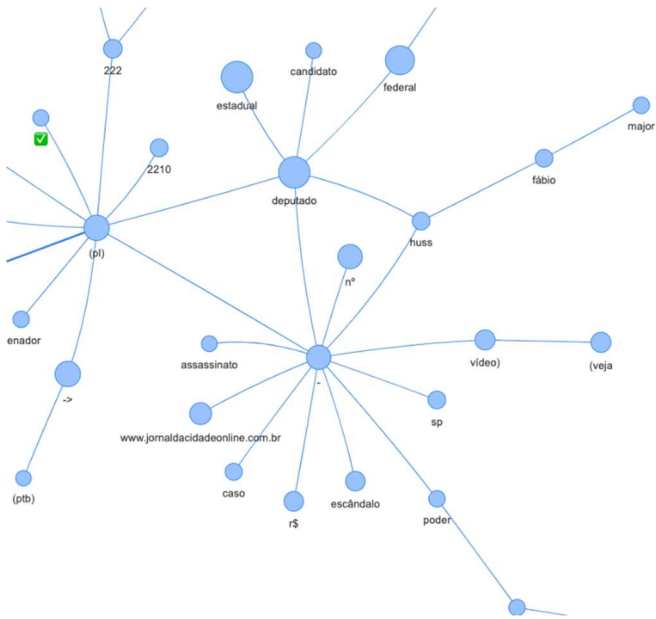 222
candidato
federal
estadual
major
✅
2210
fábio
deputado
huss
(pl)
nº
enador
assassinato
vídeo)
(veja
->
-
sp
www.jornaldacidadeonline.com.br
caso
(ptb)
escândalo
r$
poder